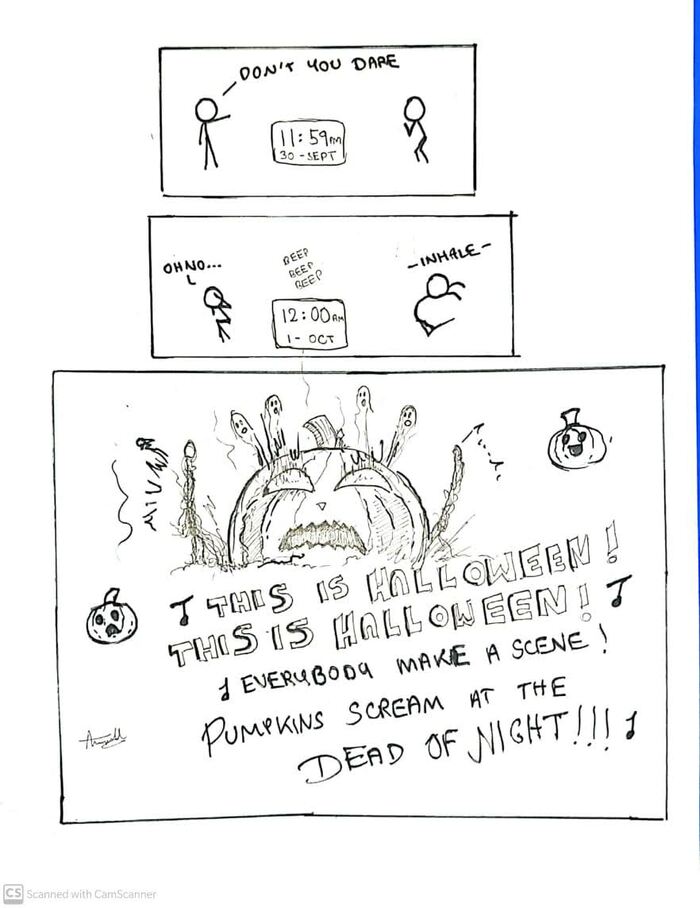 DON'T YOU DARE
11:59PM
30-SEPT
OH NO...
BEEP
BEEP
BEEP
-INHALE-
12:00AM
1- OCT
THIS IS HALLOWEEN!
THIS IS HALLOWEEN!
EVERYBODY MAKE A SCENE!
PUMPKINS SCREAM AT THE
DEAD OF NIGHT!!!
CS Scanned with CamScanner